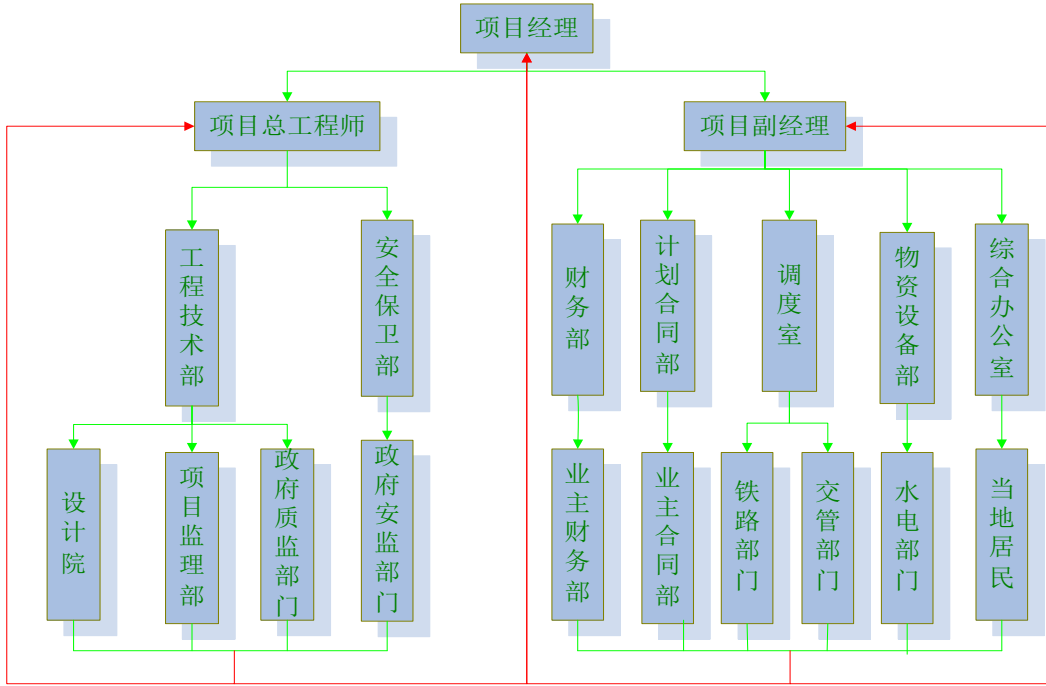 项目经理
项目总工程师
项目副经理
工程技术部
安全保卫部
财务部
计划合同部
调度室
物资设备部
综合办公室
设计院
项目监理部
政府质监部门
政府安监部门
业主财务部
业主合同部
铁路部门
交管部门
水电部门
当地居民